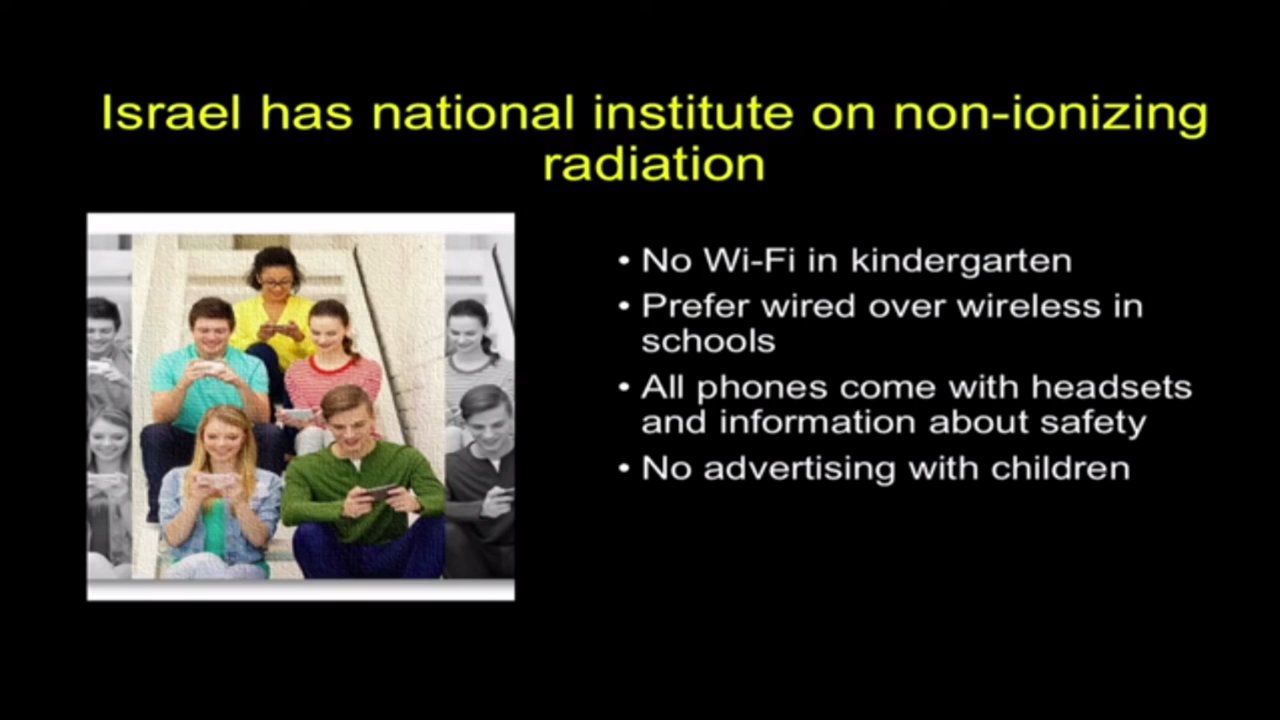 Israel has national institute on non-ionizing
radiation
• No Wi-Fi in kindergarten
• Prefer wired over wireless in
schools
• All phones come with headsets
and information about safety
• No advertising with children